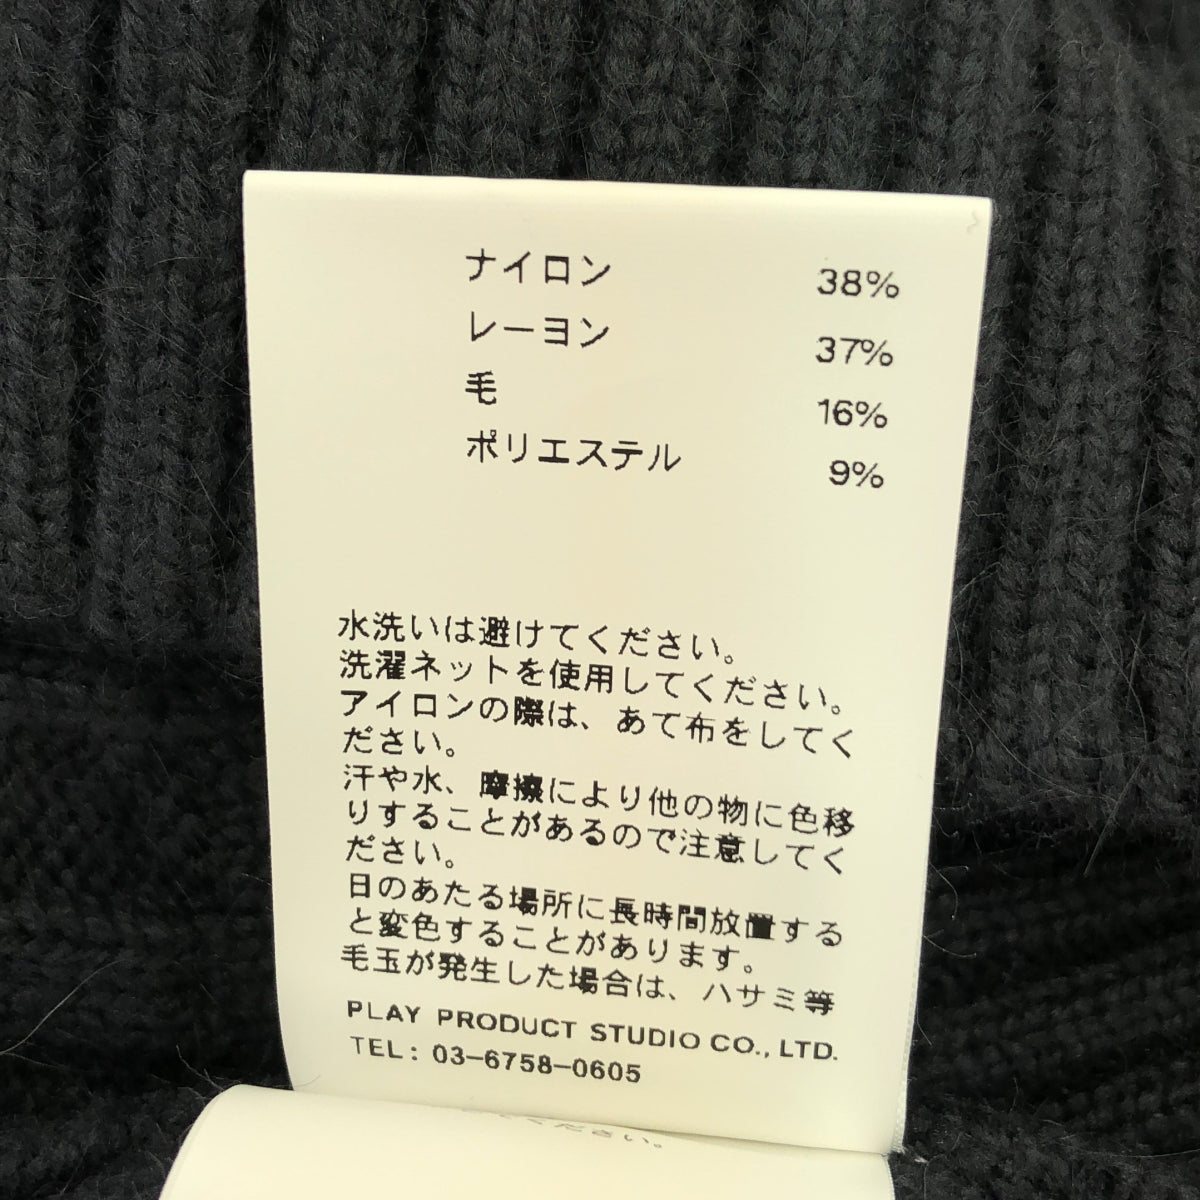 ナイロン 38%
レーヨン 37%
毛 16%
ポリエステル 9%
水洗いは避けてください。
洗濯ネットを使用してください。
アイロンの際は、あて布をしてく
ださい。
汗や水、摩擦により他の物に色移
りすることがあるので注意してく
ださい。
日のあたる場所に長時間放置する
と変色することがあります。
毛玉が発生した場合は、ハサミ等
PLAY PRODUCT STUDIO CO., LTD.
TEL: 03-6758-0605
ください。